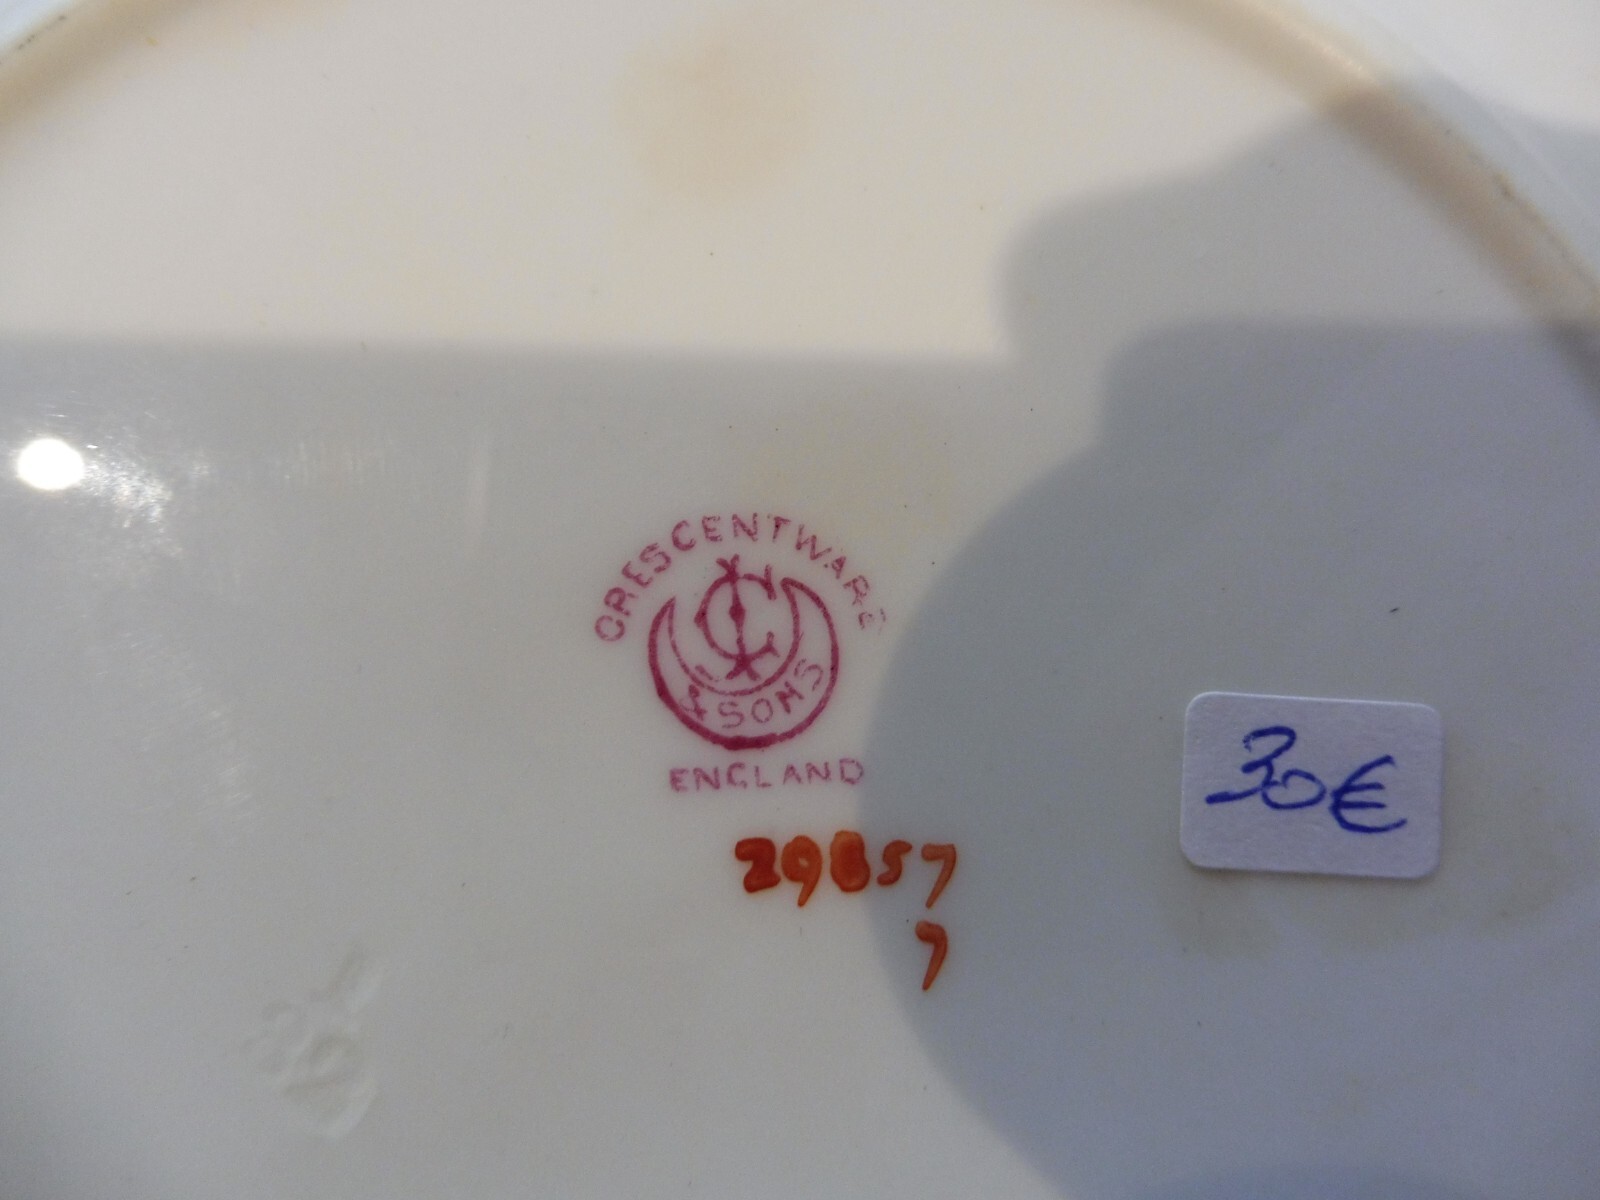 CRESCENTWARE
& SONS
ENGLAND
29857
7
30€